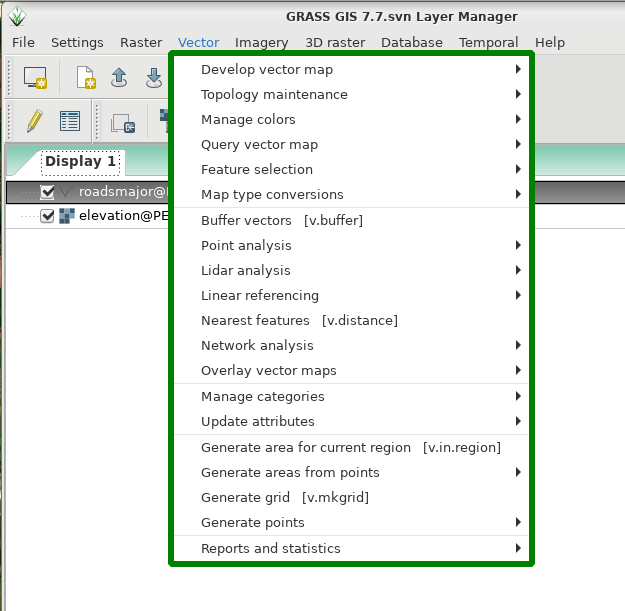 GRASS GIS 7.7.svn Layer Manager
File Settings Raster Vector Imagery 3D raster Database Temporal Help
Develop vector map
Topology maintenance
Manage colors
Query vector map
Feature selection
Map type conversions
Buffer vectors [v.buffer]
Point analysis
Lidar analysis
Linear referencing
Nearest features [v.distance]
Network analysis
Overlay vector maps
Manage categories
Update attributes
Generate area for current region [v.in.region]
Generate areas from points
Generate grid [v.mkgrid]
Generate points
Reports and statistics
Display 1
roadsmajor@
elevation@PE